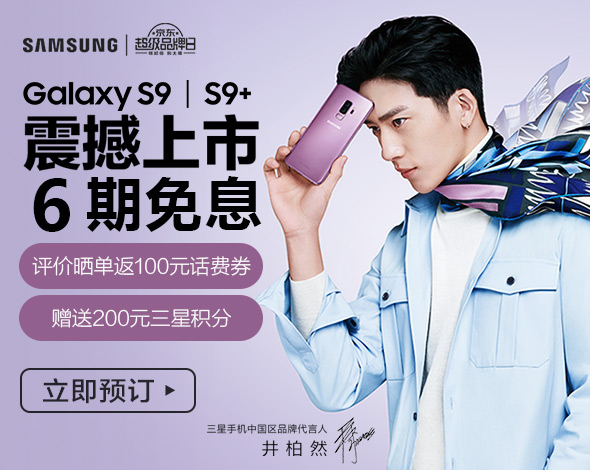 SAMSUNG
京东
超级品牌日
Galaxy S9 | S9+
震撼上市
6期免息
评价晒单返100元话费券
赠送200元三星积分
立即预订
三星手机中国区品牌代言人
井柏然